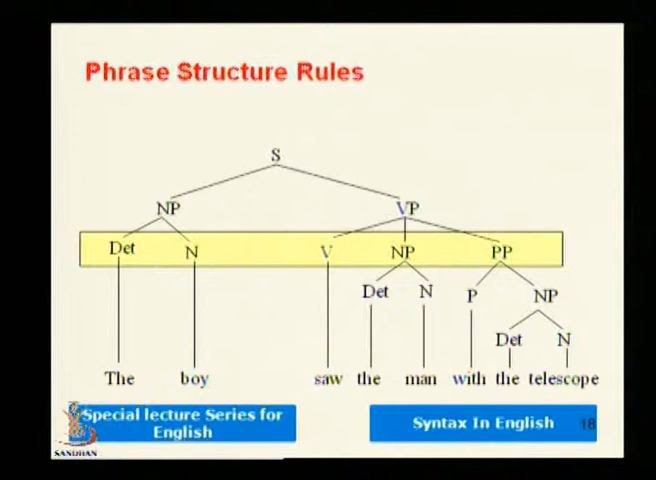 Phrase Structure Rules
S
NP VP
Det N V NP PP
Det N P NP
Det N
The boy saw the man with the telescope
Special lecture Series for
English
Syntax In English 18
SANDHAN